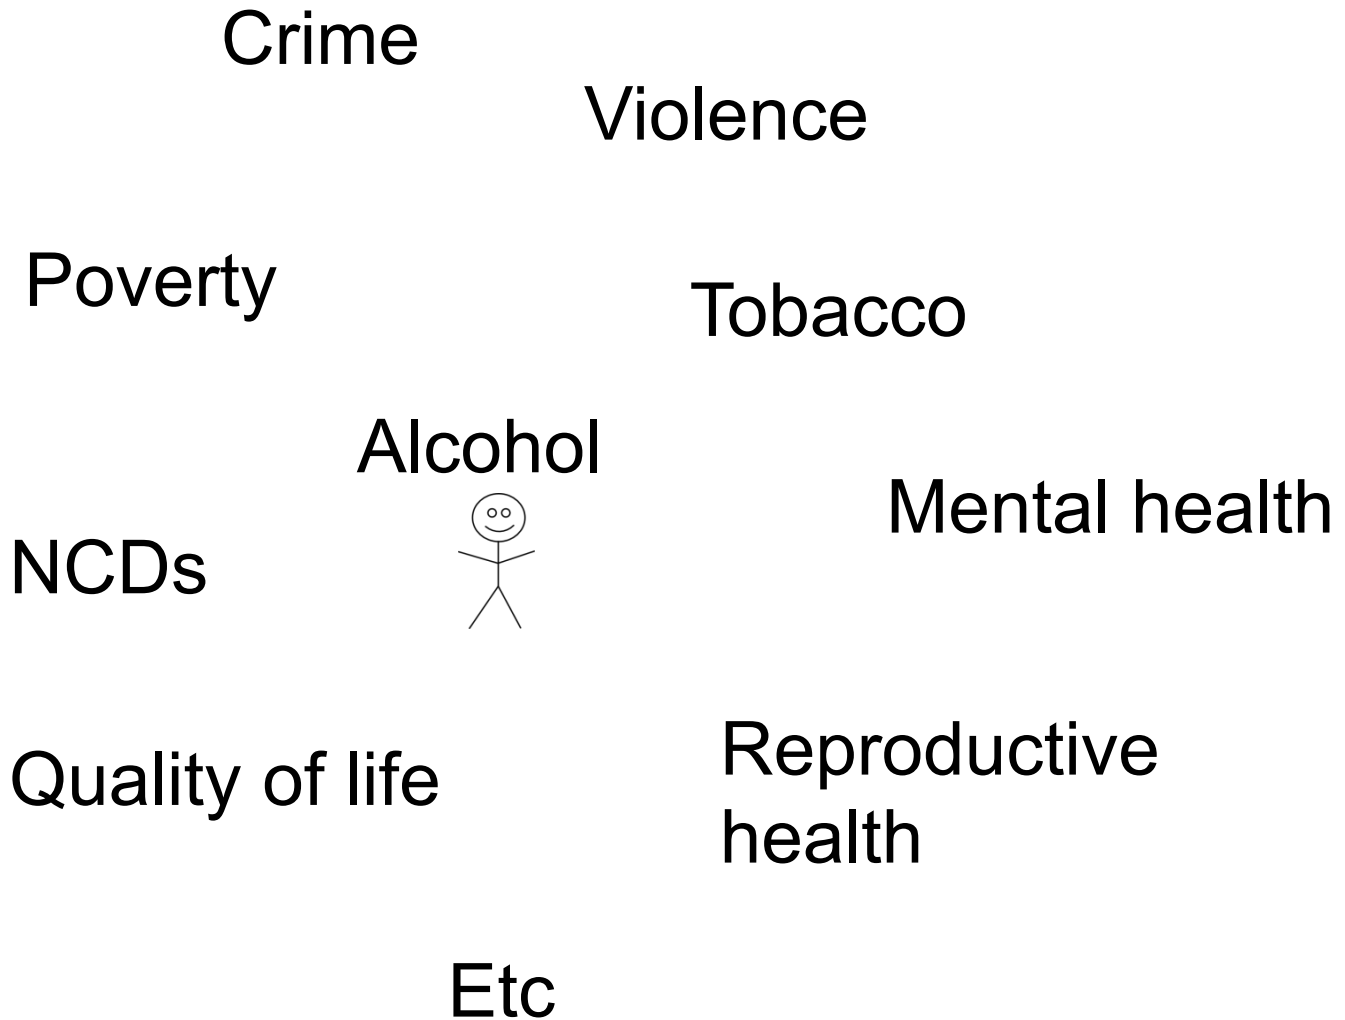 Crime
Violence
Poverty
Tobacco
Alcohol
Mental health
NCDs
Quality of life
Reproductive
health
Etc